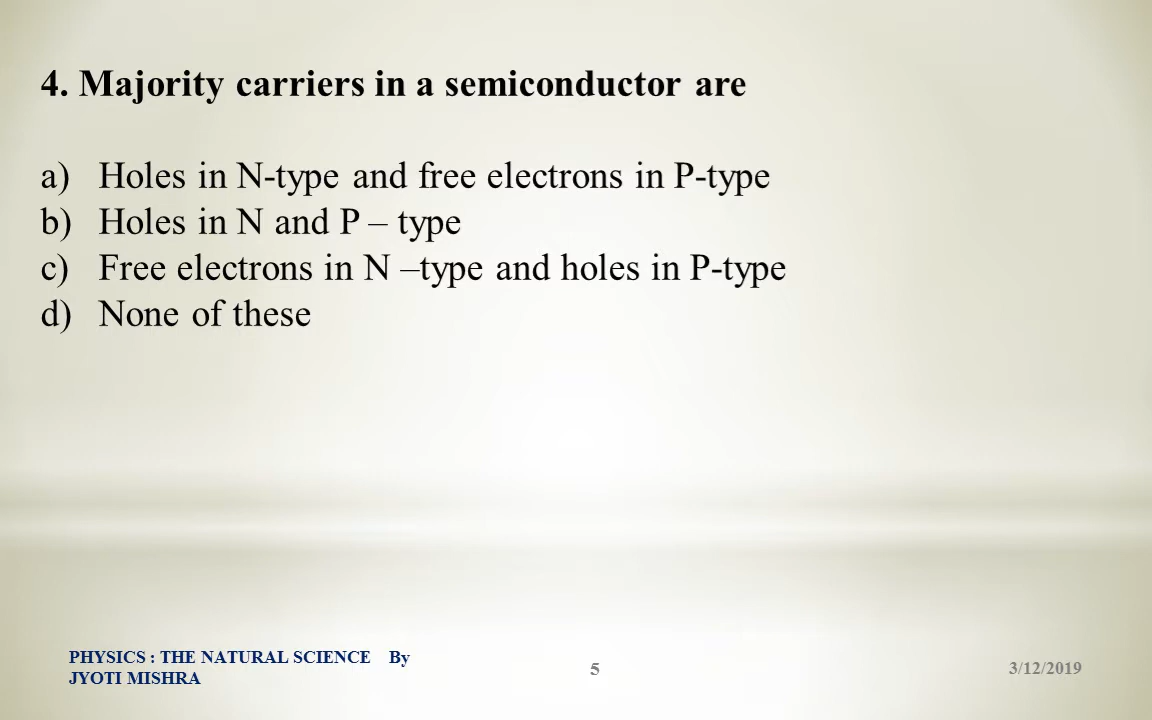 4. Majority carriers in a semiconductor are
a) Holes in N-type and free electrons in P-type
b) Holes in N and P – type
c) Free electrons in N –type and holes in P-type
d) None of these
PHYSICS : THE NATURAL SCIENCE By
JYOTI MISHRA
5
3/12/2019